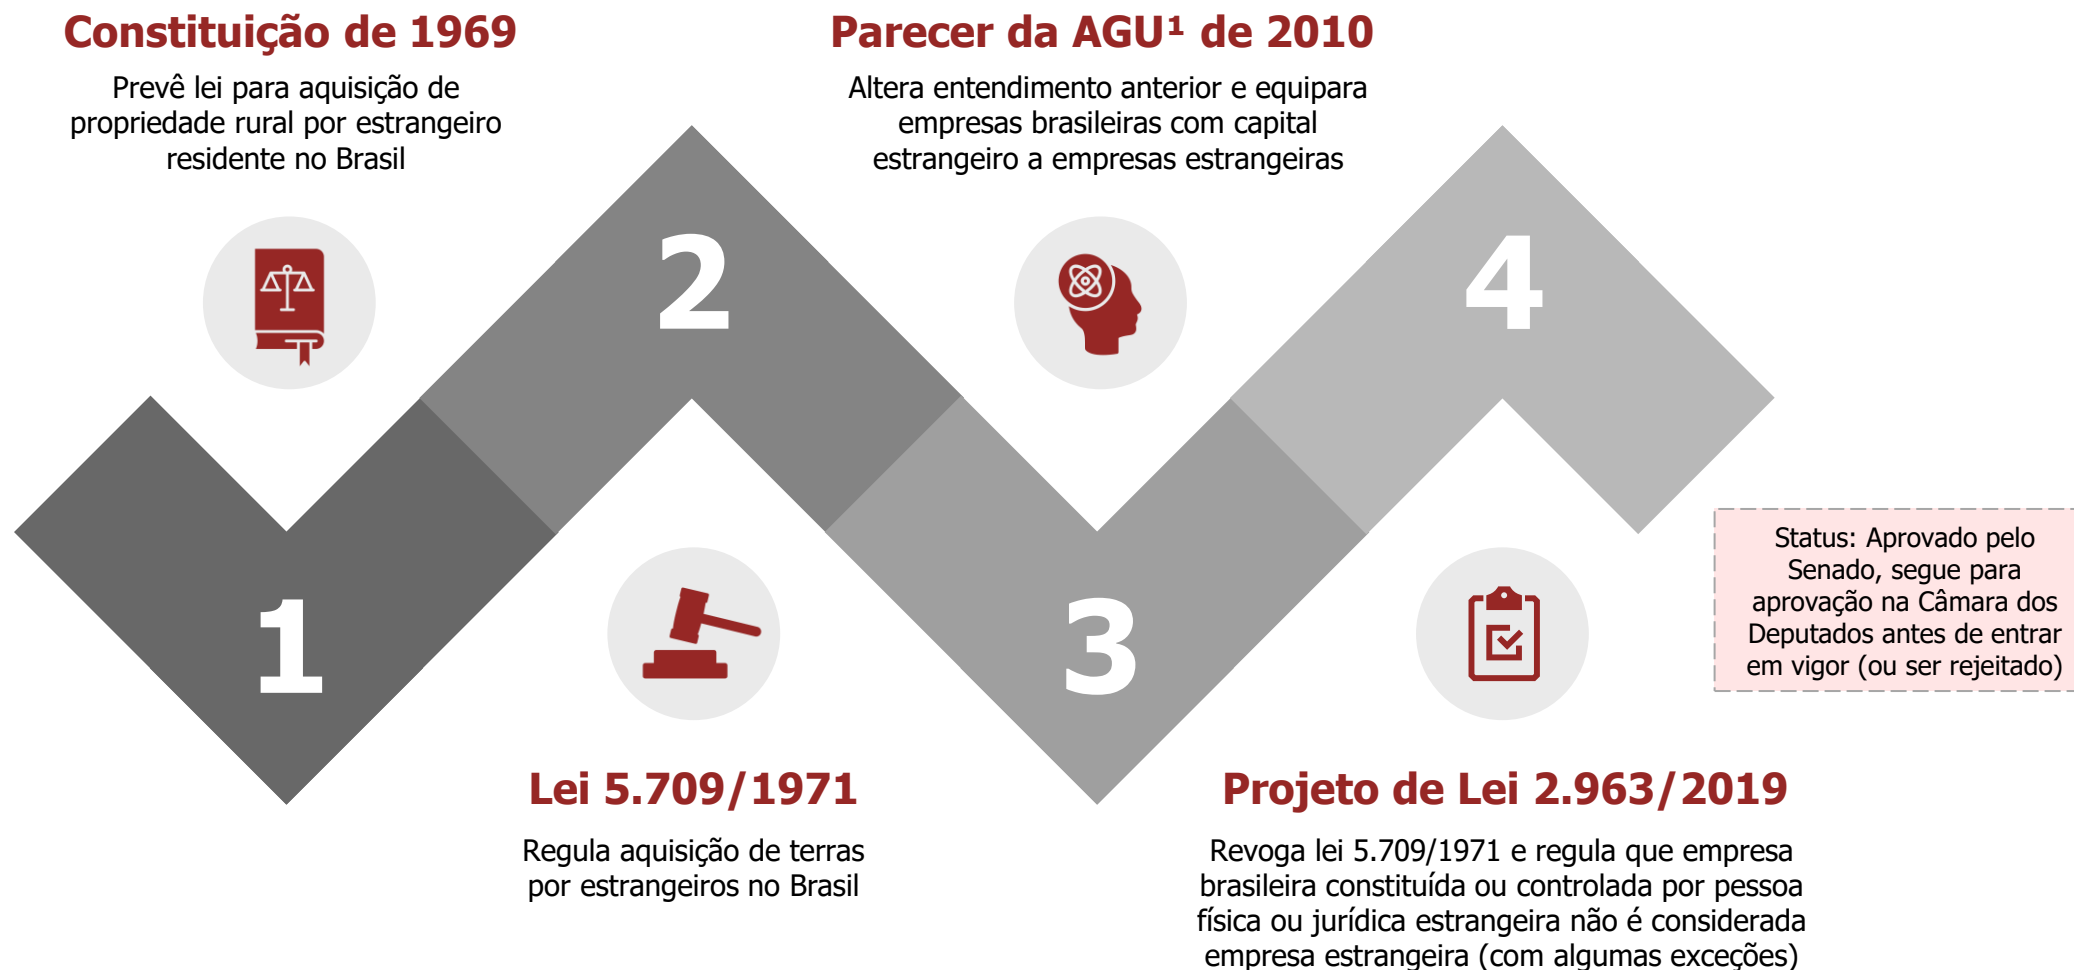 Constituição de 1969
Prevê lei para aquisição de
propriedade rural por estrangeiro
residente no Brasil
Parecer da AGU¹ de 2010
Altera entendimento anterior e equipara
empresas brasileiras com capital
estrangeiro a empresas estrangeiras
1
2
3
4
Lei 5.709/1971
Regula aquisição de terras
por estrangeiros no Brasil
Projeto de Lei 2.963/2019
Revoga lei 5.709/1971 e regula que empresa
brasileira constituída ou controlada por pessoa
física ou jurídica estrangeira não é considerada
empresa estrangeira (com algumas exceções)
Status: Aprovado pelo
Senado, segue para
aprovação na Câmara dos
Deputados antes de entrar
em vigor (ou ser rejeitado)